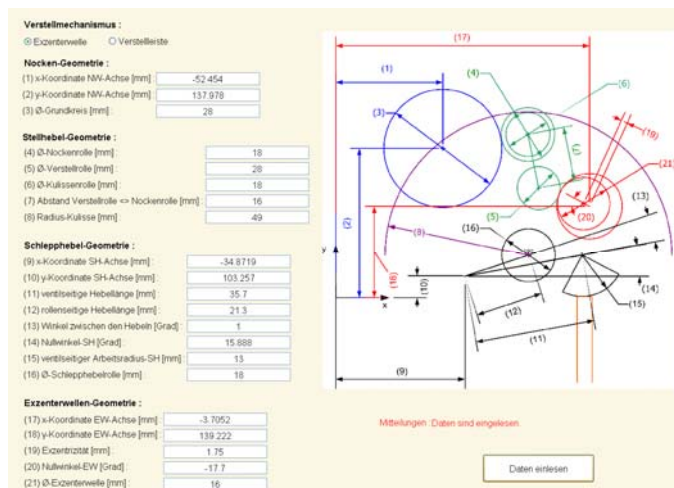 Verstellmechanismus :
Exzenterwelle Verstelleiste
Nocken-Geometrie :
(1) x-Koordinate NW-Achse [mm] : -52.454
(2) y-Koordinate NW-Achse [mm] : 137.978
(3) Ø-Grundkreis [mm] : 28
Stellhebel-Geometrie :
(4) Ø-Nockenrolle [mm] : 18
(5) Ø-Verstellrolle [mm] : 28
(6) Ø-Kulissenrolle [mm] : 18
(7) Abstand Verstellrolle <> Nockenrolle [mm] : 16
(8) Radius-Kulisse [mm] : 49
Schlepphebel-Geometrie :
(9) x-Koordinate SH-Achse [mm] : -34.8719
(10) y-Koordinate SH-Achse [mm] : 103.257
(11) ventilseitige Hebellänge [mm] : 35.7
(12) rollenseitige Hebellänge [mm] : 21.3
(13) Winkel zwischen den Hebeln [Grad] : 1
(14) Nullwinkel-SH [Grad] : 15.888
(15) ventilseitiger Arbeitsradius-SH [mm] : 13
(16) Ø-Schlepphebelrolle [mm] : 18
Exzenterwellen-Geometrie :
(17) x-Koordinate EW-Achse [mm] : -3.7052
(18) y-Koordinate EW-Achse [mm] : 139.222
(19) Exzentrizität [mm] : 1.75
(20) Nullwinkel-EW [Grad] : -17.7
(21) Ø-Exzenterwelle [mm] : 16
(17)
(1)
(4)
(6)
(3)
(19)
(7)
(21)
(5)
(20)
(13)
(2)
(16)
(8)
(18)
y
(10)
x
(14)
(15)
(12)
(11)
(9)
Mitteilungen : Daten sind eingelesen.
Daten einlesen